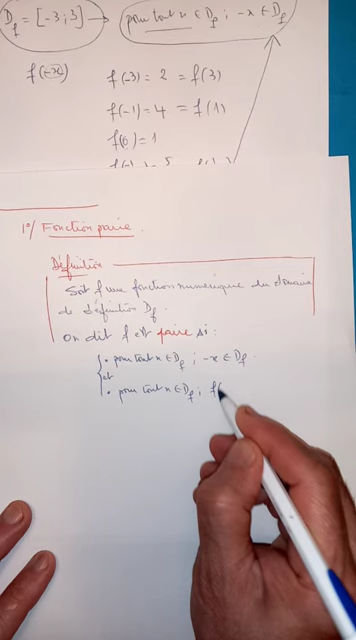 D_f = [-3; 3] → pour tout x ∈ D_f ; -x ∈ D_f
f(-x)
f(-3) = 2 = f(3)
f(-1) = 4 = f(1)
f(0) = 1
1°/ Fonction paire.
Définition
Soit f une fonction numérique du domaine
de définition D_f.
On dit f est paire si :
• pour tout x ∈ D_f ; -x ∈ D_f.
et
• pour tout x ∈ D_f ; f(